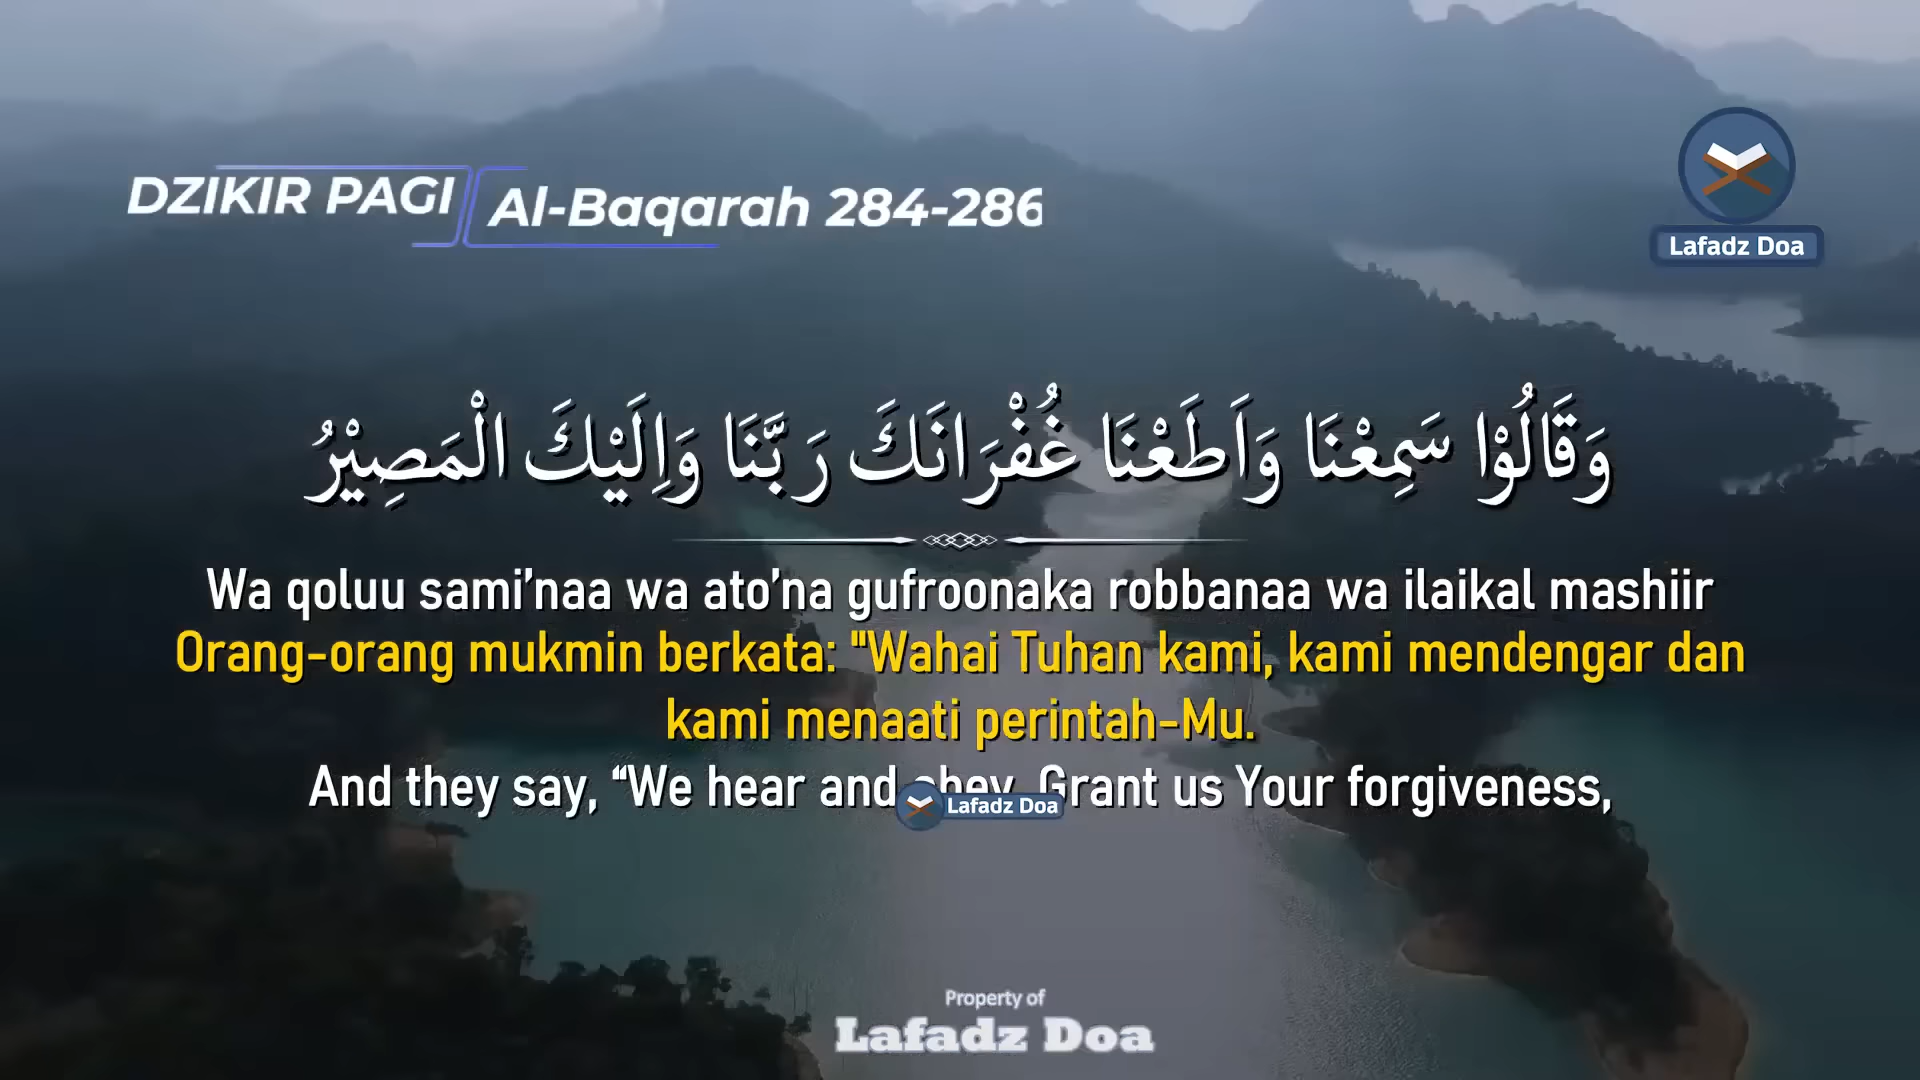 DZIKIR PAGI
Al-Baqarah 284-286
Lafadz Doa
وَقَالُوْا سَمِعْنَا وَاَطَعْنَا غُفْرَانَكَ رَبَّنَا وَاِلَيْكَ الْمَصِيْرُ
Wa qoluu sami’naa wa ato’na gufroonaka robbanaa wa ilaikal mashiir
Orang-orang mukmin berkata: "Wahai Tuhan kami, kami mendengar dan
kami menaati perintah-Mu.
And they say, “We hear and obey. Grant us Your forgiveness,
Lafadz Doa
Property of
Lafadz Doa